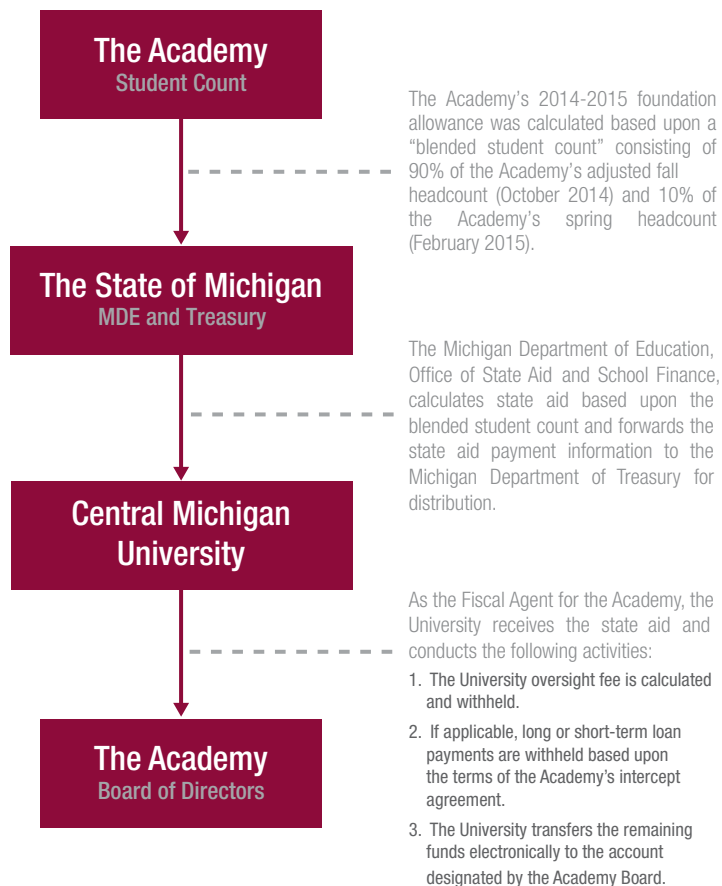 The Academy
Student Count
The Academy’s 2014-2015 foundation
allowance was calculated based upon a
“blended student count” consisting of
90% of the Academy’s adjusted fall
headcount (October 2014) and 10% of
the Academy’s spring headcount
(February 2015).
The State of Michigan
MDE and Treasury
The Michigan Department of Education,
Office of State Aid and School Finance,
calculates state aid based upon the
blended student count and forwards the
state aid payment information to the
Michigan Department of Treasury for
distribution.
Central Michigan
University
As the Fiscal Agent for the Academy, the
University receives the state aid and
conducts the following activities:
1. The University oversight fee is calculated
and withheld.
2. If applicable, long or short-term loan
payments are withheld based upon
the terms of the Academy’s intercept
agreement.
3. The University transfers the remaining
funds electronically to the account
designated by the Academy Board.
The Academy
Board of Directors